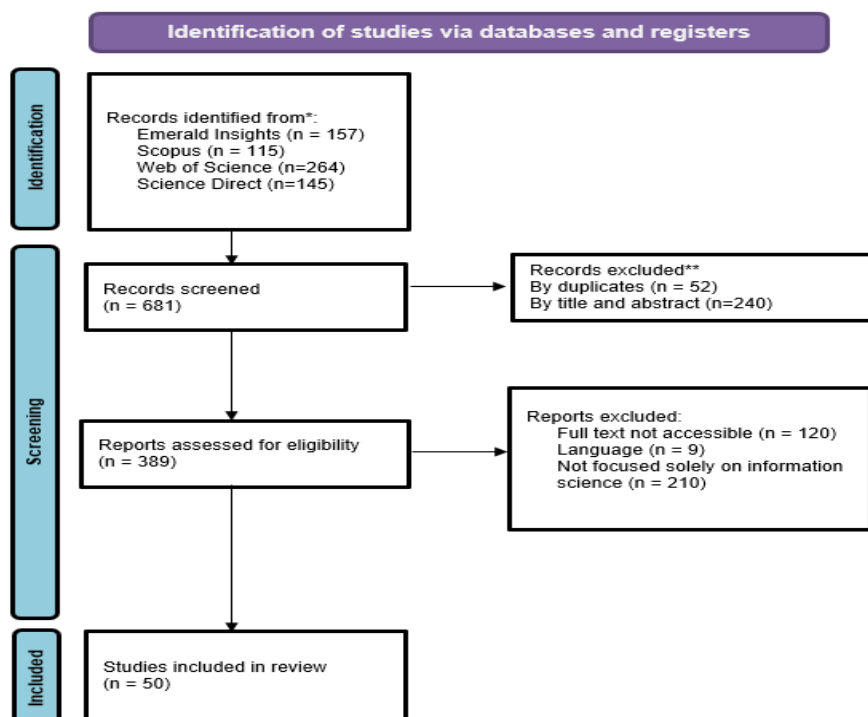 Identification of studies via databases and registers
Identification
Records identified from*:
Emerald Insights (n = 157)
Scopus (n = 115)
Web of Science (n=264)
Science Direct (n=145)
Screening
Records screened
(n = 681)
Records excluded**
By duplicates (n = 52)
By title and abstract (n=240)
Reports assessed for eligibility
(n = 389)
Reports excluded:
Full text not accessible (n = 120)
Language (n = 9)
Not focused solely on information
science (n = 210)
Included
Studies included in review
(n = 50)